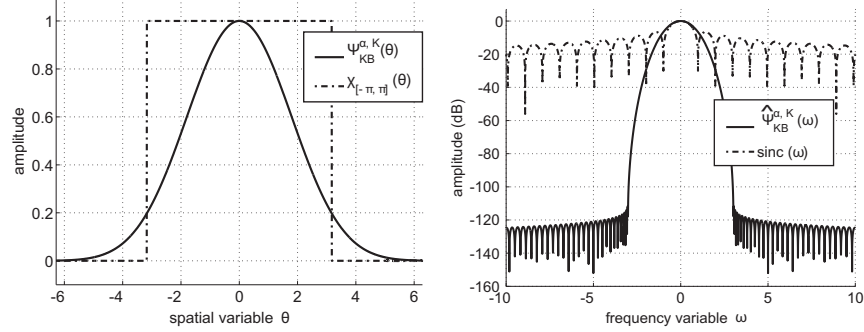 1
0.8
0.6
0.4
0.2
0
-6 -4 -2 0 2 4 6
amplitude
spatial variable θ
Ψ_KB^{α, K}(θ)
χ_{[-π, π]}(θ)
0
-20
-40
-60
-80
-100
-120
-140
-160
-10 -5 0 5 10
amplitude (dB)
frequency variable ω
Ψ̂_KB^{α, K}(ω)
sinc (ω)